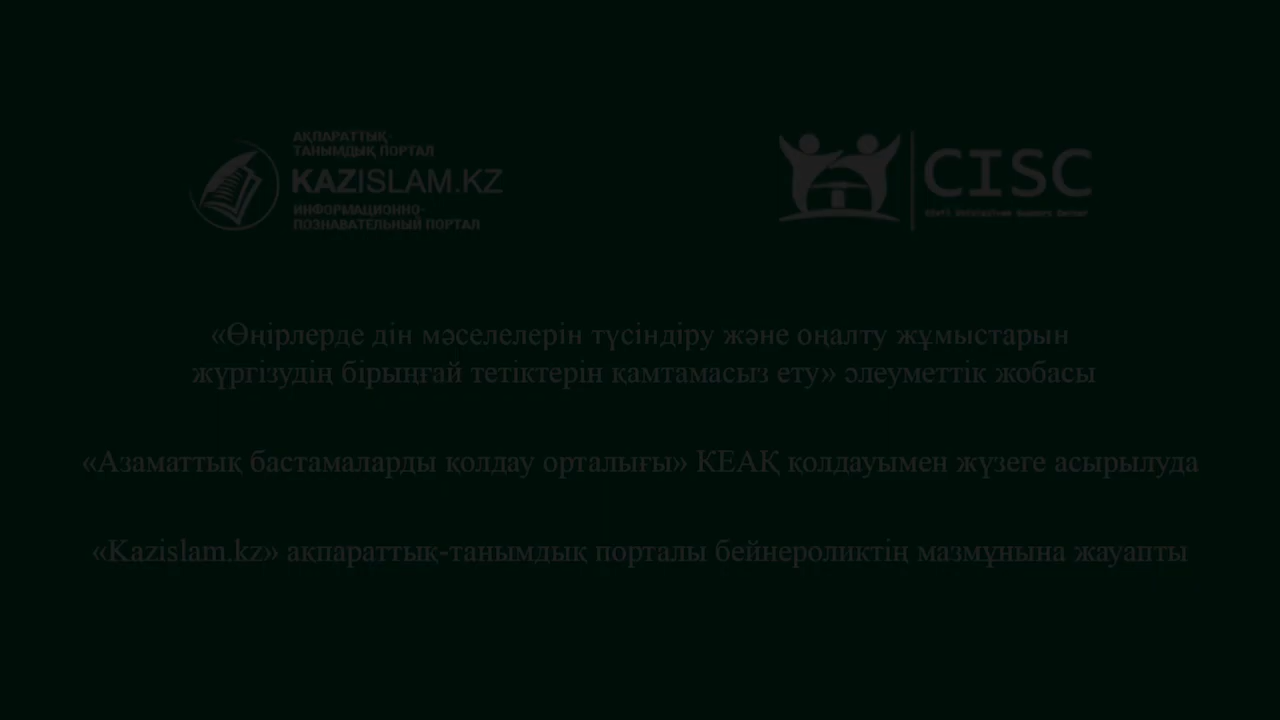 АҚПАРАТТЫҚ-
ТАНЫМДЫҚ ПОРТАЛ
KAZISLAM.KZ
ИНФОРМАЦИОННО-
ПОЗНАВАТЕЛЬНЫЙ ПОРТАЛ
CISC
«Өңірлерде дін мәселелерін түсіндіру және оңалту жұмыстарын
жүргізудің бірыңғай тетіктерін қамтамасыз ету» әлеуметтік жобасы
«Азаматтық бастамаларды қолдау орталығы» КЕАҚ қолдауымен жүзеге асырылуда
«Kazislam.kz» ақпараттық-танымдық порталы бейнероликтің мазмұнына жауапты